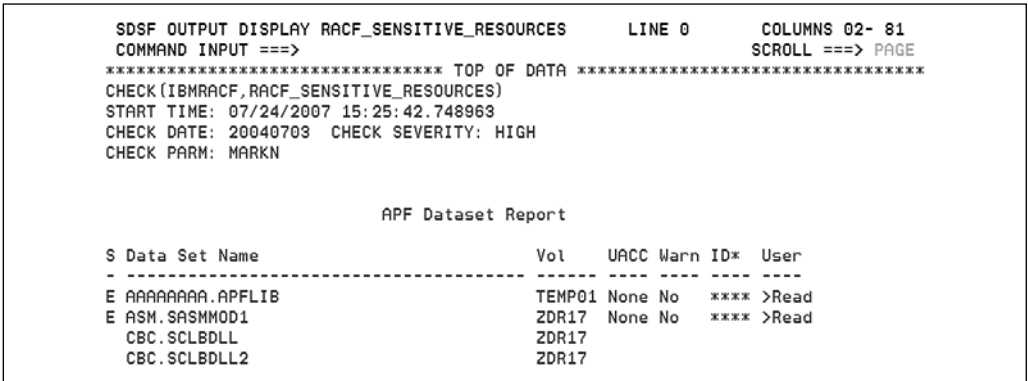 SDSF OUTPUT DISPLAY RACF_SENSITIVE_RESOURCES LINE 0 COLUMNS 02- 81
COMMAND INPUT ===> SCROLL ===> PAGE
********************************* TOP OF DATA **********************************
CHECK(IBMRACF,RACF_SENSITIVE_RESOURCES)
START TIME: 07/24/2007 15:25:42.748963
CHECK DATE: 20040703 CHECK SEVERITY: HIGH
CHECK PARM: MARKN
APF Dataset Report
S Data Set Name Vol UACC Warn ID* User
- --------------------------------------- ------ ---- ---- ---- ----
E AAAAAAAA.APFLIB TEMP01 None No **** >Read
E ASM.SASMMOD1 ZDR17 None No **** >Read
CBC.SCLBDLL ZDR17
CBC.SCLBDLL2 ZDR17